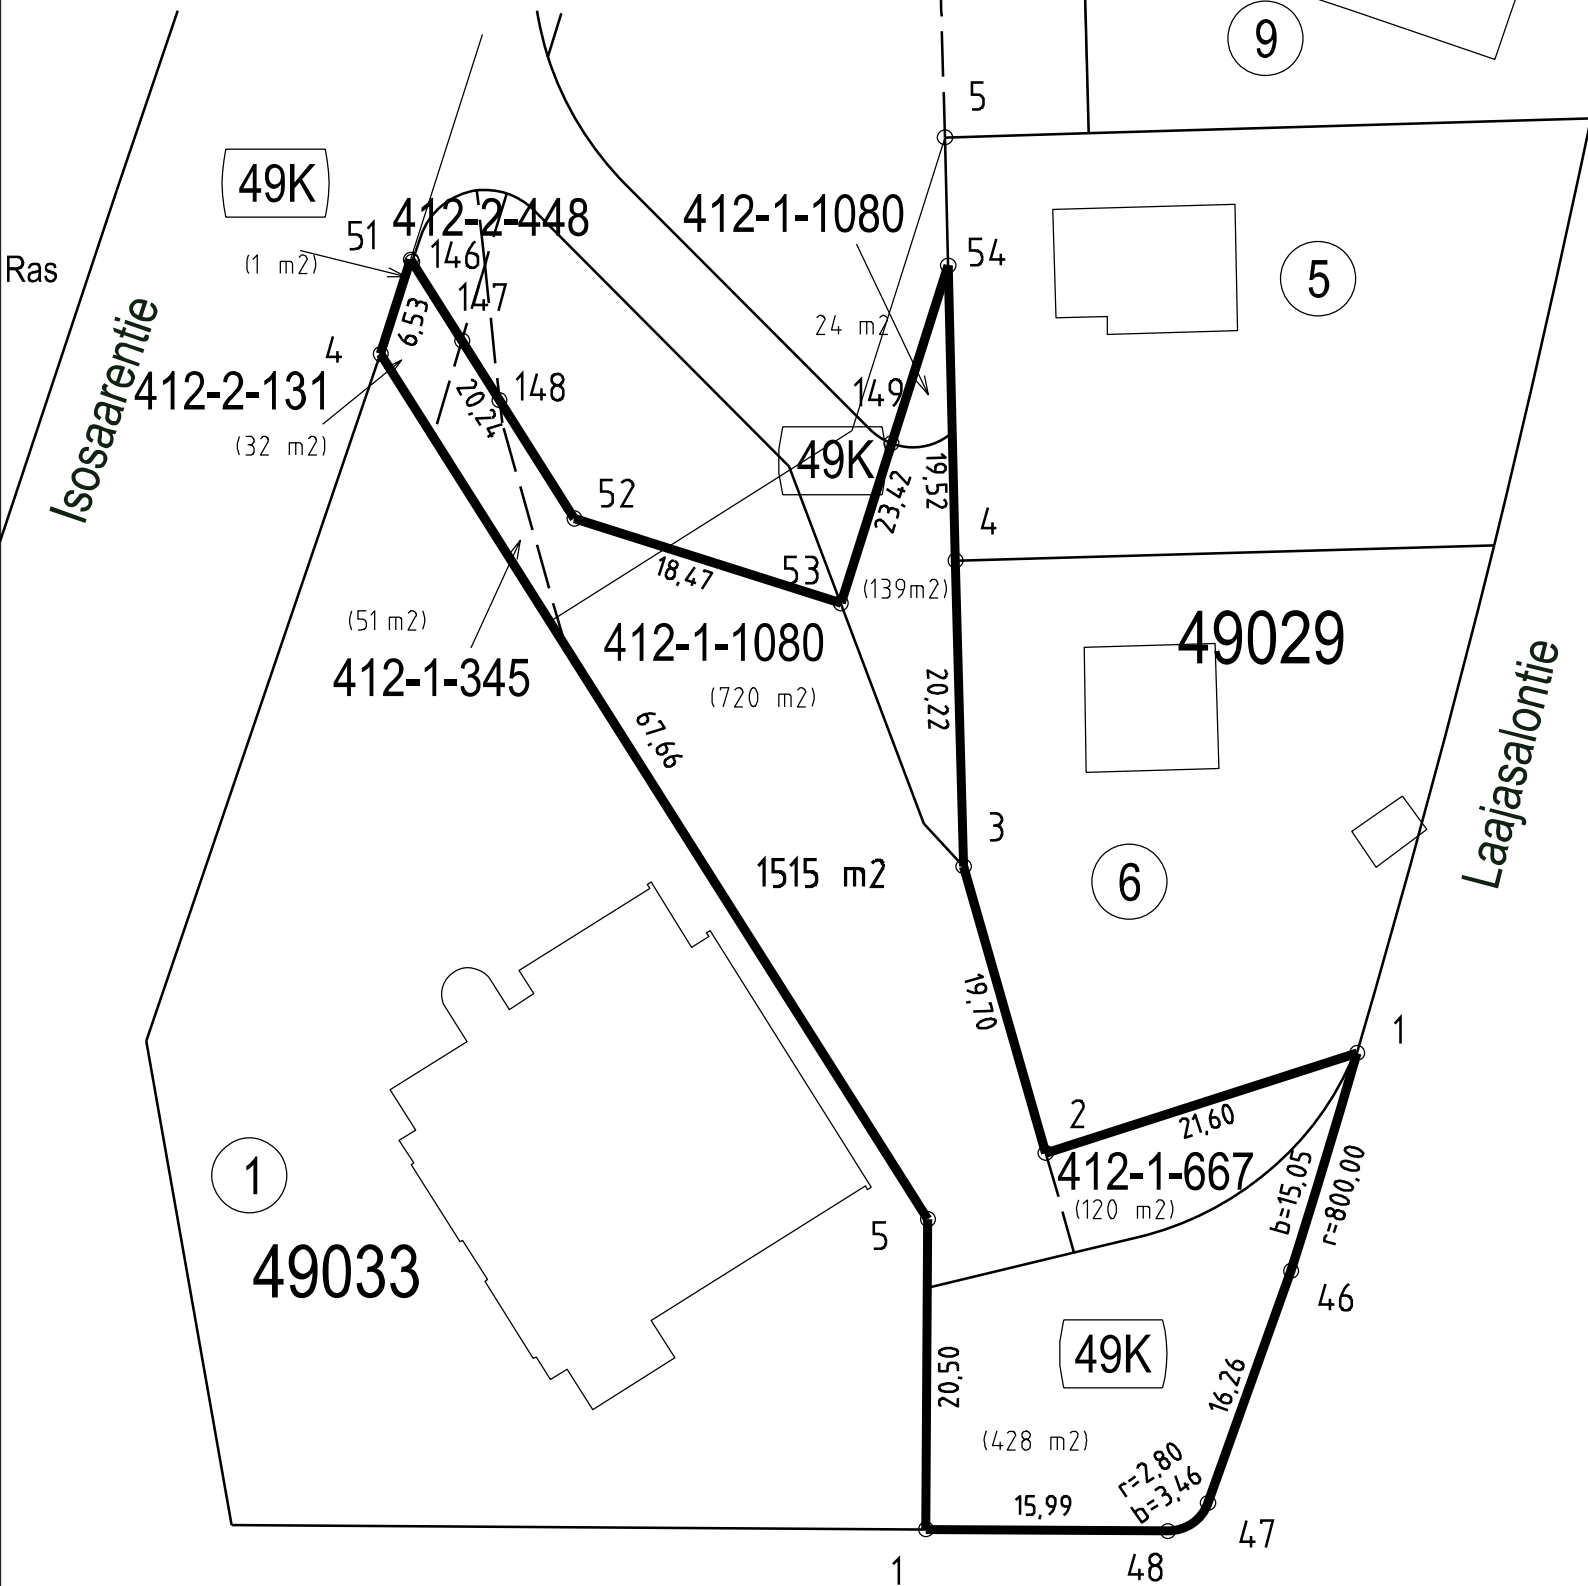 9
5
49K
412-1-1080
412-2-448
51
146
54
(1 m2)
Ras
5
147
6,53
24 m2
4
412-2-131
148
149
20,24
Isosaarentie
(32 m2)
49K
19,52
23,42
52
4
18,47
53
(139m2)
(51 m2)
412-1-1080
49029
412-1-345
(720 m2)
20,22
67,66
Laajasalontie
3
1515 m2
6
19,70
1
2
21,60
1
412-1-667
(120 m2)
b=15,05
r=800,00
5
49033
46
49K
20,50
16,26
(428 m2)
r=2,80
b=3,46
15,99
47
1
48